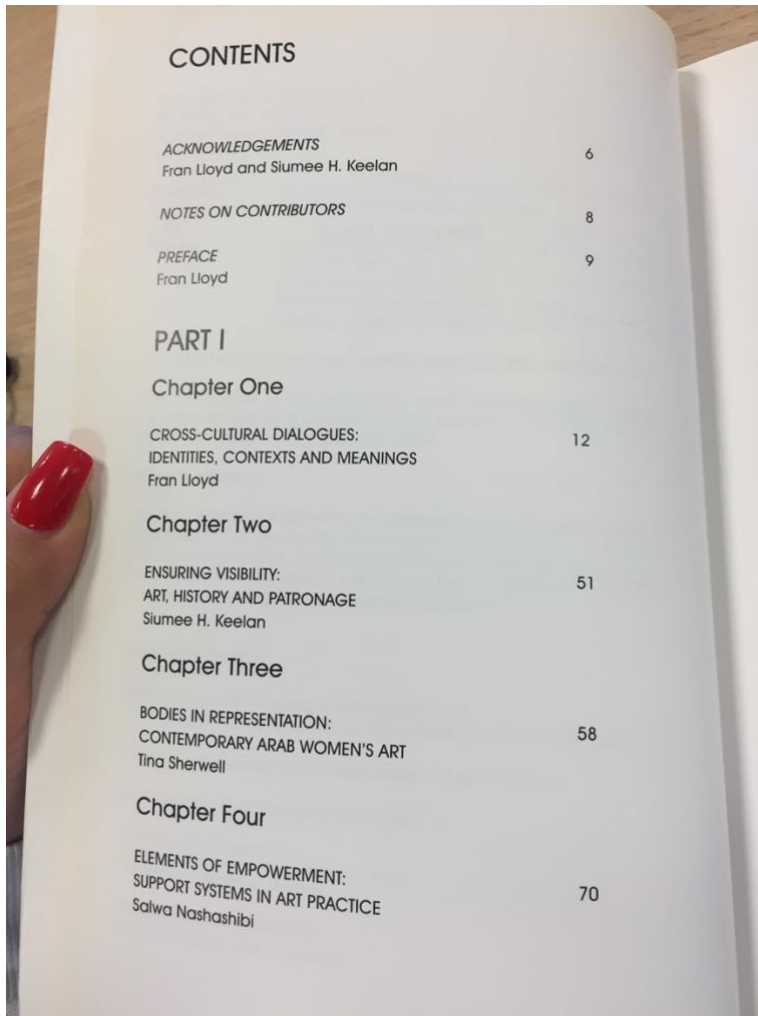 CONTENTS
ACKNOWLEDGEMENTS 6
Fran Lloyd and Siumee H. Keelan
NOTES ON CONTRIBUTORS 8
PREFACE 9
Fran Lloyd
PART I
Chapter One
CROSS-CULTURAL DIALOGUES: 12
IDENTITIES, CONTEXTS AND MEANINGS
Fran Lloyd
Chapter Two
ENSURING VISIBILITY: 51
ART, HISTORY AND PATRONAGE
Siumee H. Keelan
Chapter Three
BODIES IN REPRESENTATION: 58
CONTEMPORARY ARAB WOMEN'S ART
Tina Sherwell
Chapter Four
ELEMENTS OF EMPOWERMENT: 70
SUPPORT SYSTEMS IN ART PRACTICE
Salwa Nashashibi